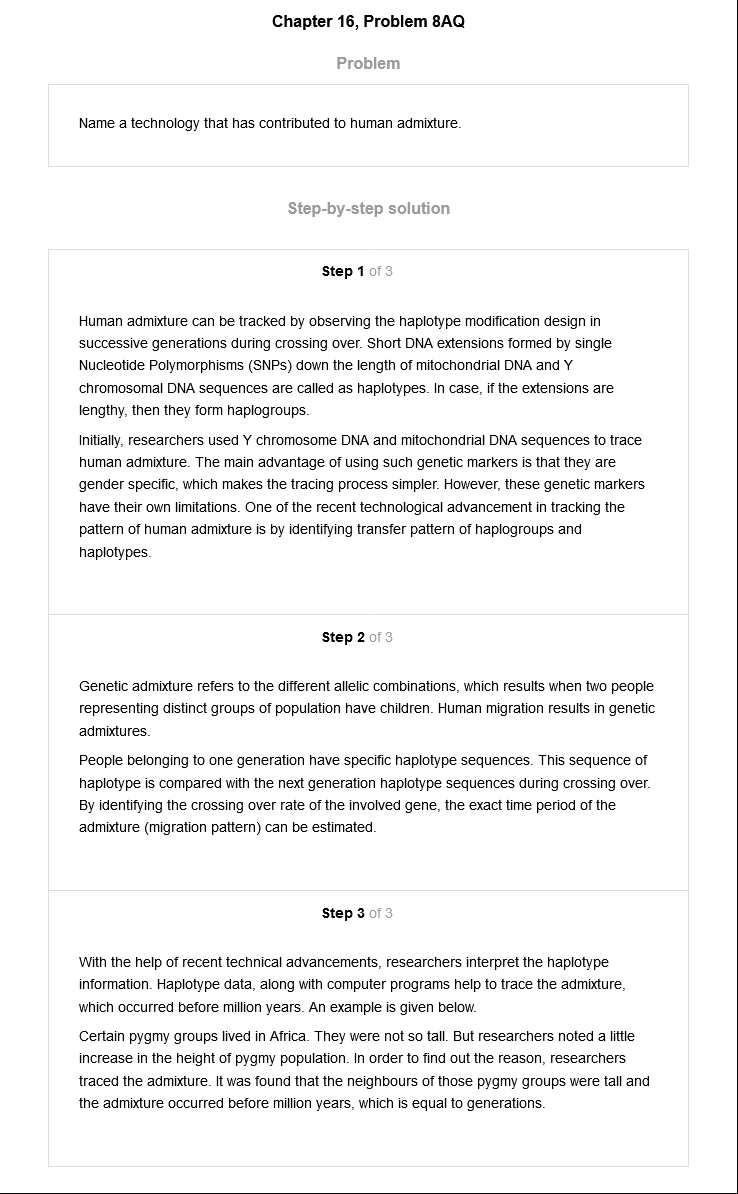 Chapter 16, Problem 8AQ
Problem
Name a technology that has contributed to human admixture.
Step-by-step solution
Step 1 of 3
Human admixture can be tracked by observing the haplotype modification design in
successive generations during crossing over. Short DNA extensions formed by single
Nucleotide Polymorphisms (SNPs) down the length of mitochondrial DNA and Y
chromosomal DNA sequences are called as haplotypes. In case, if the extensions are
lengthy, then they form haplogroups.
Initially, researchers used Y chromosome DNA and mitochondrial DNA sequences to trace
human admixture. The main advantage of using such genetic markers is that they are
gender specific, which makes the tracing process simpler. However, these genetic markers
have their own limitations. One of the recent technological advancement in tracking the
pattern of human admixture is by identifying transfer pattern of haplogroups and
haplotypes.
Step 2 of 3
Genetic admixture refers to the different allelic combinations, which results when two people
representing distinct groups of population have children. Human migration results in genetic
admixtures.
People belonging to one generation have specific haplotype sequences. This sequence of
haplotype is compared with the next generation haplotype sequences during crossing over.
By identifying the crossing over rate of the involved gene, the exact time period of the
admixture (migration pattern) can be estimated.
Step 3 of 3
With the help of recent technical advancements, researchers interpret the haplotype
information. Haplotype data, along with computer programs help to trace the admixture,
which occurred before million years. An example is given below.
Certain pygmy groups lived in Africa. They were not so tall. But researchers noted a little
increase in the height of pygmy population. In order to find out the reason, researchers
traced the admixture. It was found that the neighbours of those pygmy groups were tall and
the admixture occurred before million years, which is equal to generations.